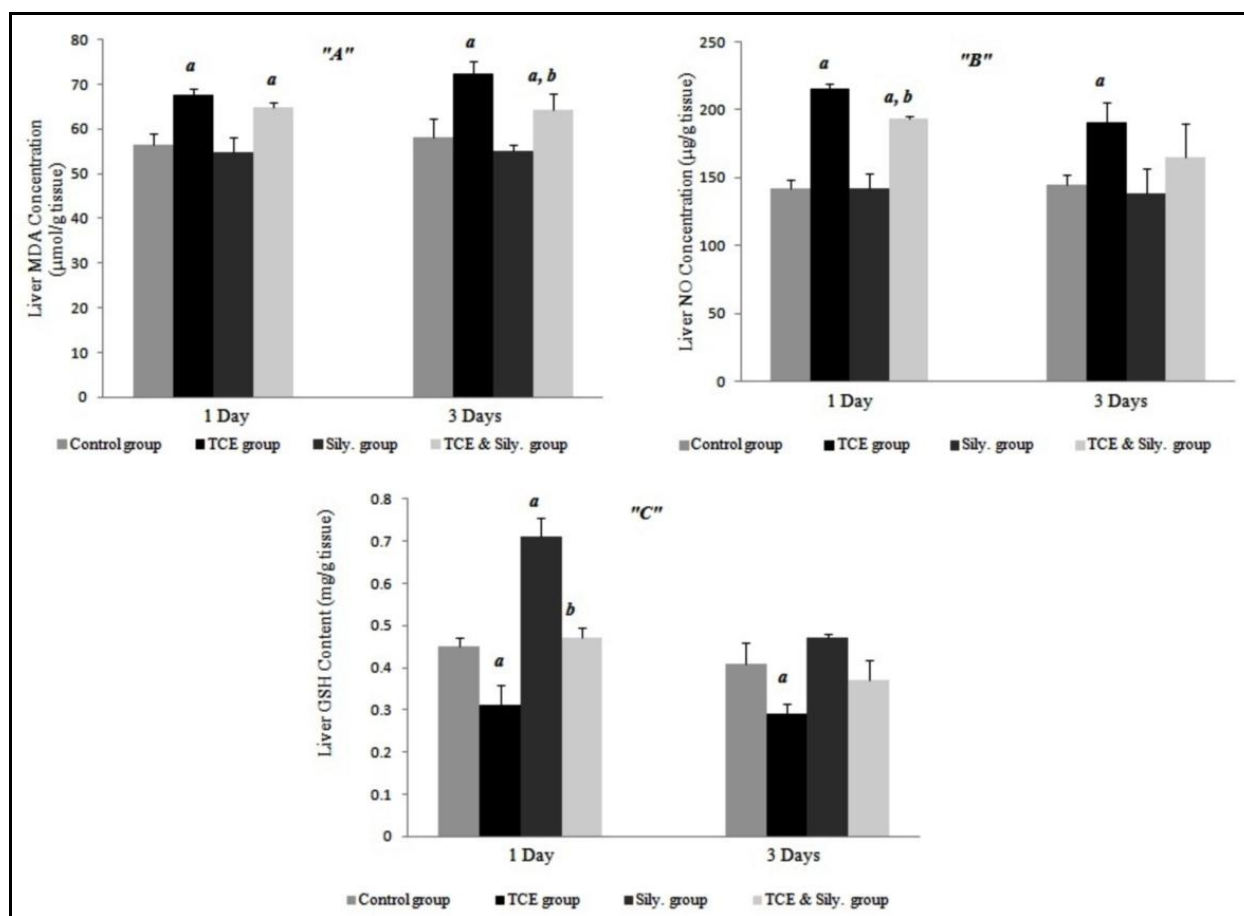 "A"
Liver MDA Concentration
(µmol/g tissue)
80
70
60
50
40
30
20
10
0
a
a
a
a, b
1 Day
3 Days
Control group
TCE group
Sily. group
TCE & Sily. group
"B"
Liver NO Concentration (µg/g tissue)
250
200
150
100
50
0
a
a, b
a
1 Day
3 Days
Control group
TCE group
Sily. group
TCE & Sily. group
"C"
Liver GSH Content (mg/g tissue)
0.8
0.7
0.6
0.5
0.4
0.3
0.2
0.1
0
a
a
b
a
1 Day
3 Days
Control group
TCE group
Sily. group
TCE & Sily. group